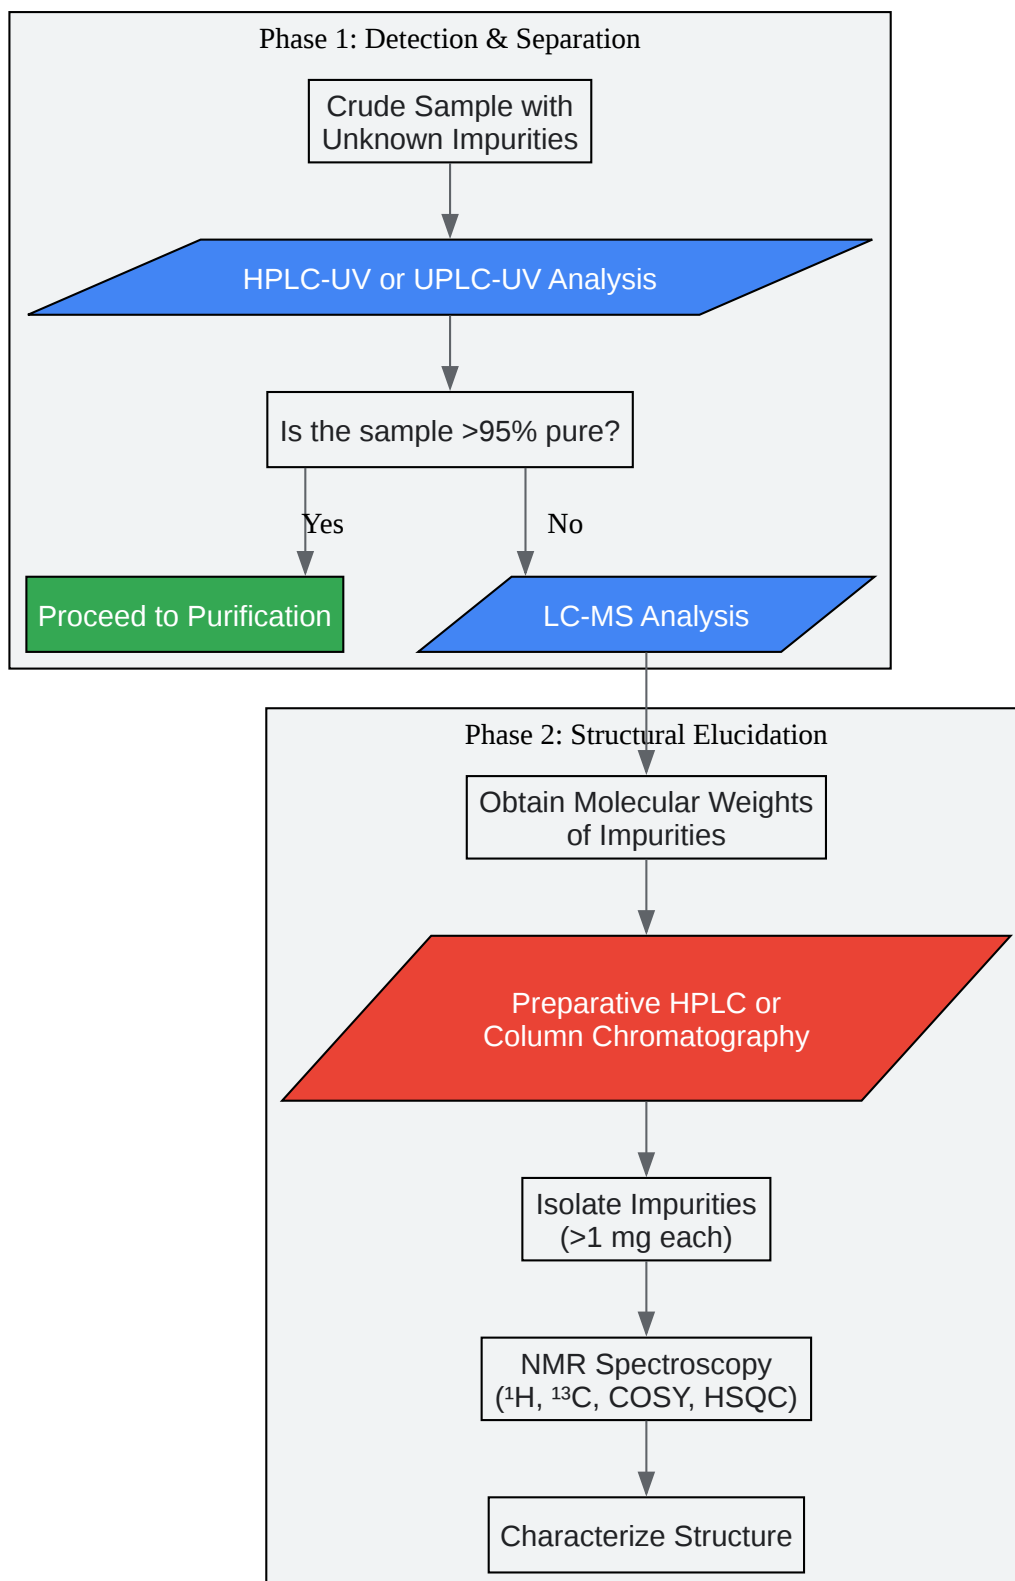 Phase 1: Detection & Separation
Crude Sample with
Unknown Impurities
HPLC-UV or UPLC-UV Analysis
Is the sample >95% pure?
Yes
No
Proceed to Purification
LC-MS Analysis
Phase 2: Structural Elucidation
Obtain Molecular Weights
of Impurities
Preparative HPLC or
Column Chromatography
Isolate Impurities
(>1 mg each)
NMR Spectroscopy
(¹H, ¹³C, COSY, HSQC)
Characterize Structure